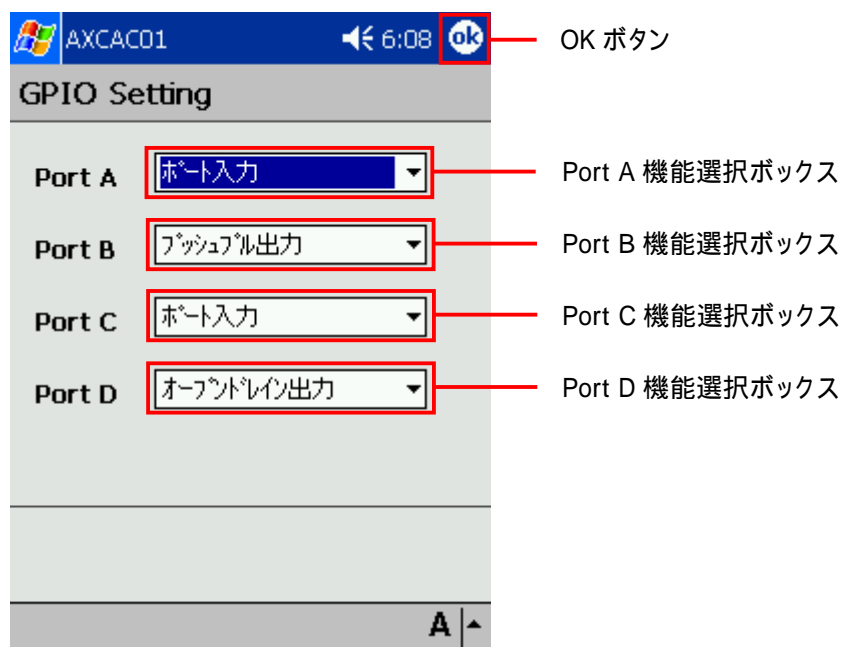 AXCAC01 6:08 ok OK ボタン
GPIO Setting
Port A ﾎﾟｰﾄ入力 Port A 機能選択ボックス
Port B ﾌﾟｯｼｭﾌﾟﾙ出力 Port B 機能選択ボックス
Port C ﾎﾟｰﾄ入力 Port C 機能選択ボックス
Port D ｵｰﾌﾟﾝﾄﾞﾚｲﾝ出力 Port D 機能選択ボックス
A